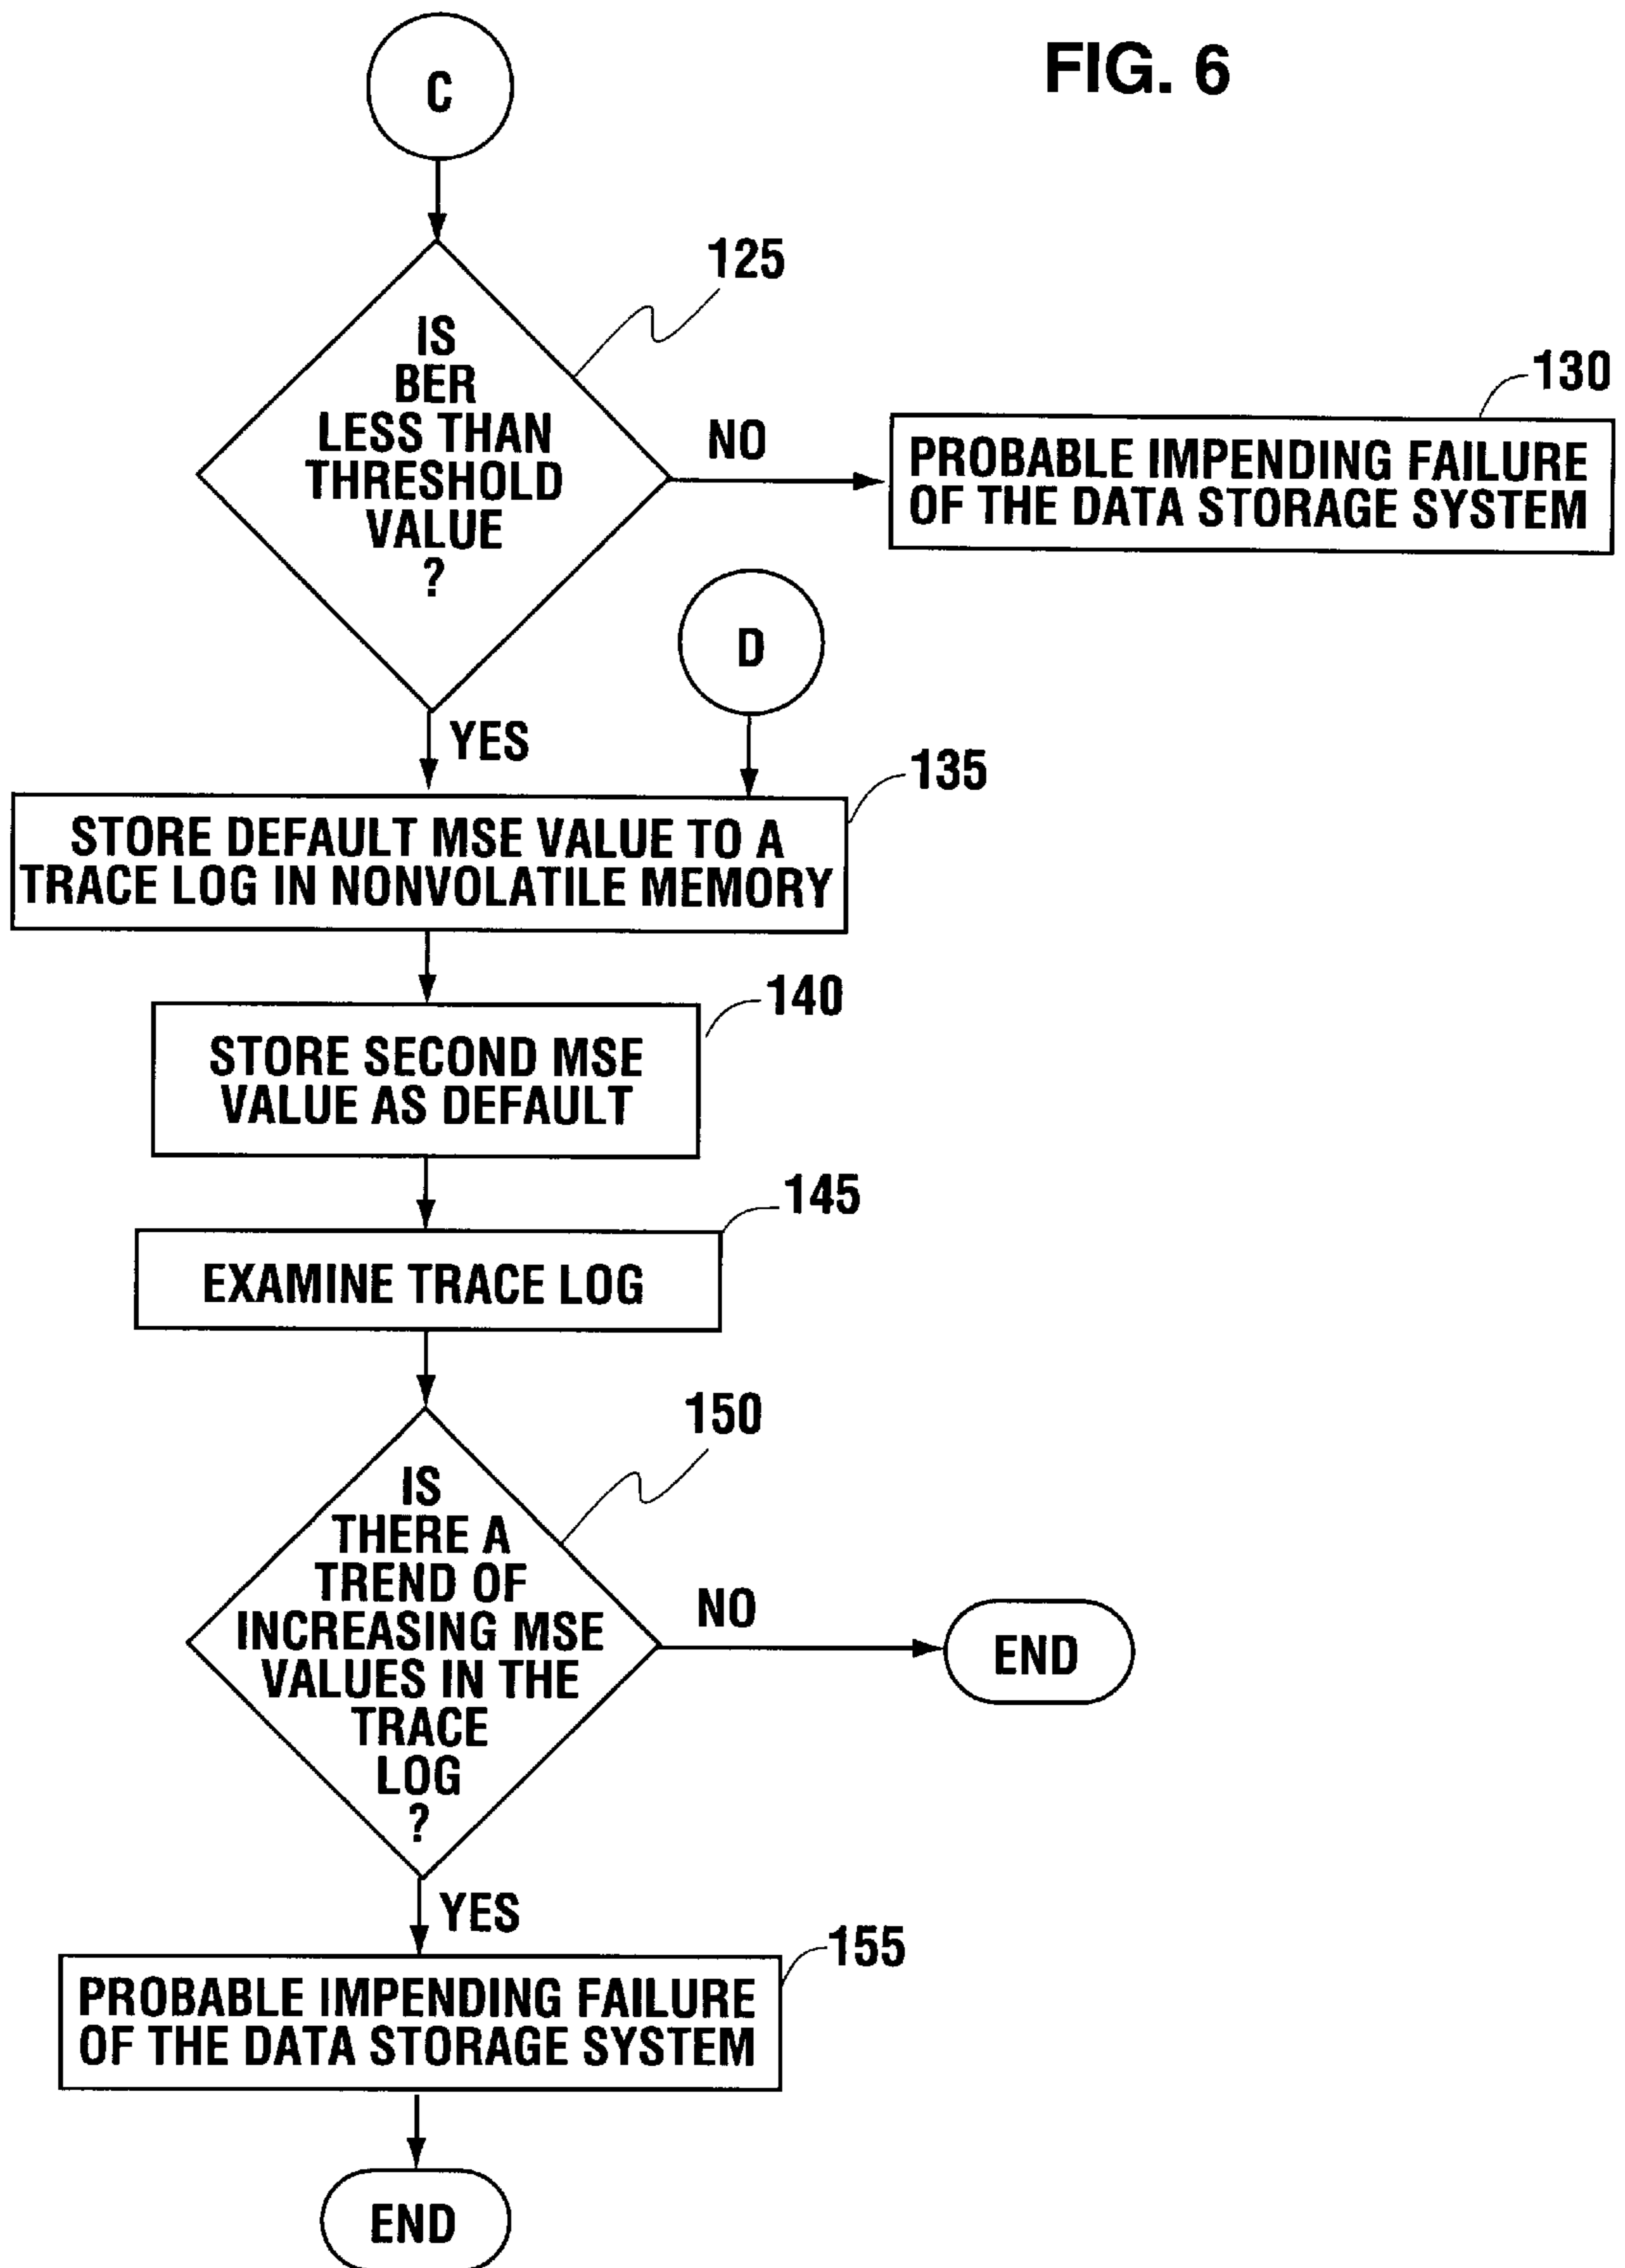 FIG. 6
C
125
IS
BER
LESS THAN
THRESHOLD
VALUE
?
NO
130
PROBABLE IMPENDING FAILURE
OF THE DATA STORAGE SYSTEM
D
YES
135
STORE DEFAULT MSE VALUE TO A
TRACE LOG IN NONVOLATILE MEMORY
140
STORE SECOND MSE
VALUE AS DEFAULT
145
EXAMINE TRACE LOG
150
IS
THERE A
TREND OF
INCREASING MSE
VALUES IN THE
TRACE
LOG
?
NO
END
YES
155
PROBABLE IMPENDING FAILURE
OF THE DATA STORAGE SYSTEM
END